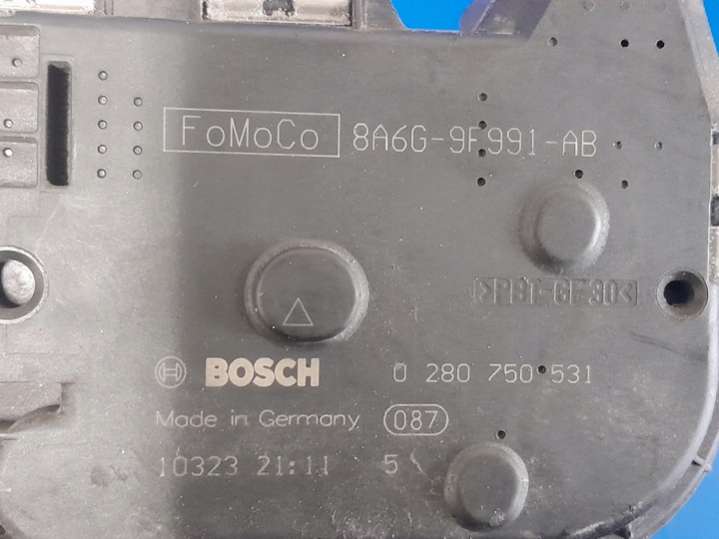 FoMoCo 8A6G-9F991-AB
>PBT-GF30<
BOSCH 0 280 750 531
Made in Germany 087
10323 21:11 5